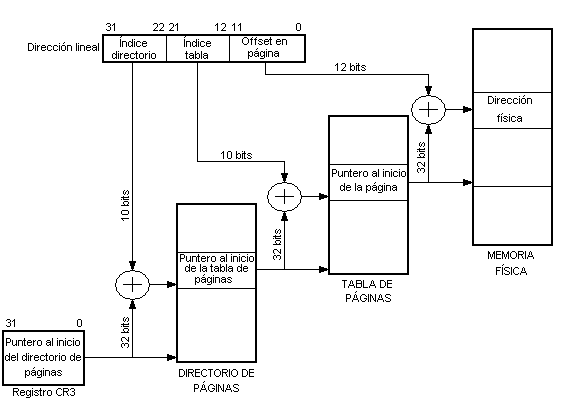 31 22 21 12 11 0
Dirección lineal
Índice
directorio
Índice
tabla
Offset en
página
12 bits
Dirección
física
10 bits
32 bits
Puntero al inicio
de la página
10 bits
32 bits
Puntero al inicio
de la tabla de
páginas
MEMORIA
FÍSICA
TABLA DE
PÁGINAS
31 0
32 bits
Puntero al inicio
del directorio de
páginas
Registro CR3
DIRECTORIO DE
PÁGINAS